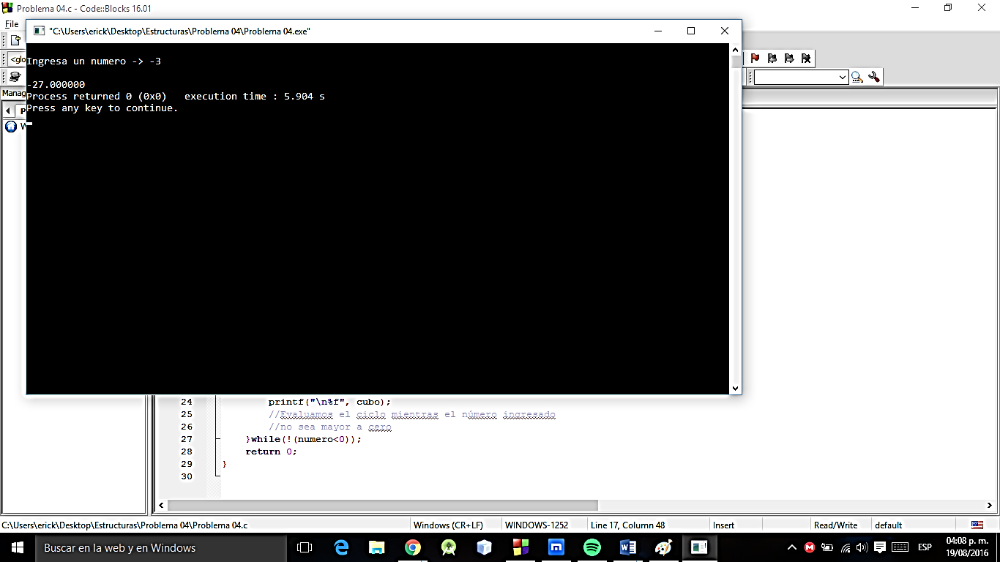 Problema 04.c - Code::Blocks 16.01
File
"C:\Users\erick\Desktop\Estructuras\Problema 04\Problema 04.exe"
<glo
Ingresa un numero -> -3
-27.000000
Process returned 0 (0x0)   execution time : 5.904 s
Press any key to continue.
Manag
P
W
24 printf("\n%f", cubo);
25 //Evaluamos el ciclo mientras el número ingresado
26 //no sea mayor a cero
27 }while(!(numero<0));
28 return 0;
29 }
30
C:\Users\erick\Desktop\Estructuras\Problema 04\Problema 04.c Windows (CR+LF) WINDOWS-1252 Line 17, Column 48 Insert Read/Write default
Buscar en la web y en Windows
ESP
04:08 p. m.
19/08/2016